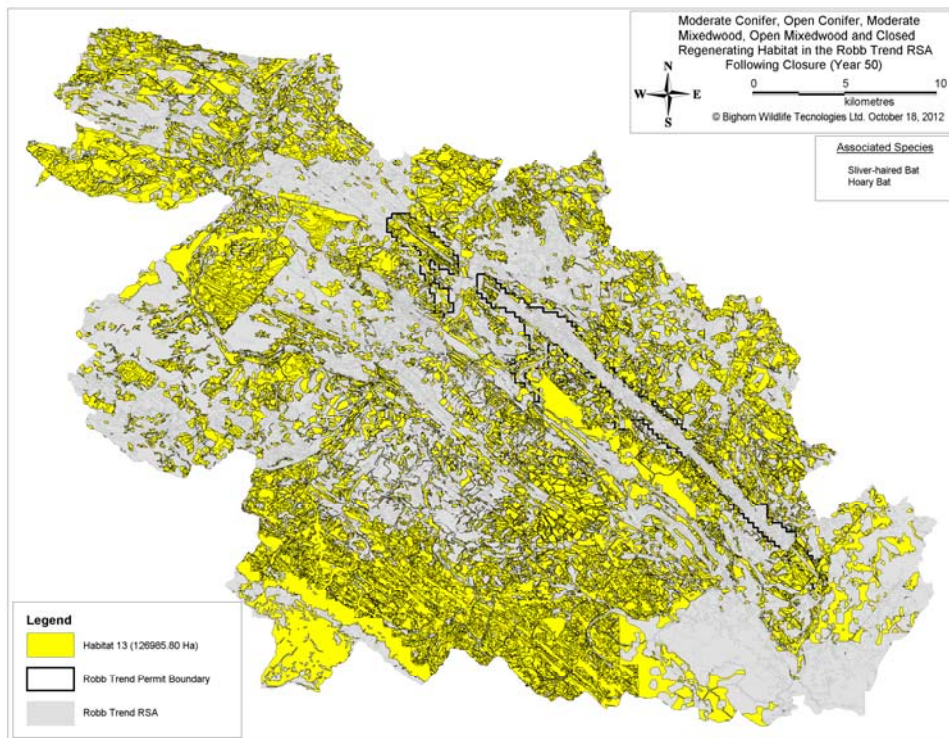 Moderate Conifer, Open Conifer, Moderate
Mixedwood, Open Mixedwood and Closed
Regenerating Habitat in the Robb Trend RSA
Following Closure (Year 50)
N
W E
S
0 5 10
kilometres
© Bighorn Wildlife Tecnologies Ltd. October 18, 2012
Associated Species
Sliver-haired Bat
Hoary Bat
Legend
Habitat 13 (126985.80 Ha)
Robb Trend Permit Boundary
Robb Trend RSA